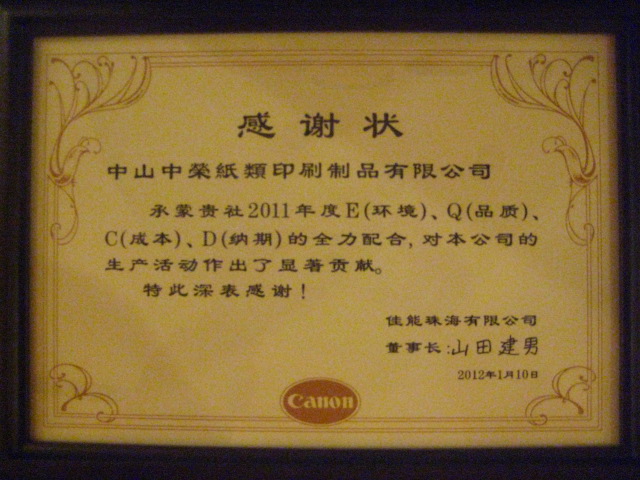 感谢状
中山中榮紙類印刷制品有限公司
承蒙贵社2011年度E(环境)、Q(品质)、
C(成本)、D(纳期)的全力配合,对本公司的
生产活动作出了显著贡献。
特此深表感谢!
佳能珠海有限公司
董事长:山田建男
2012年1月10日
Canon